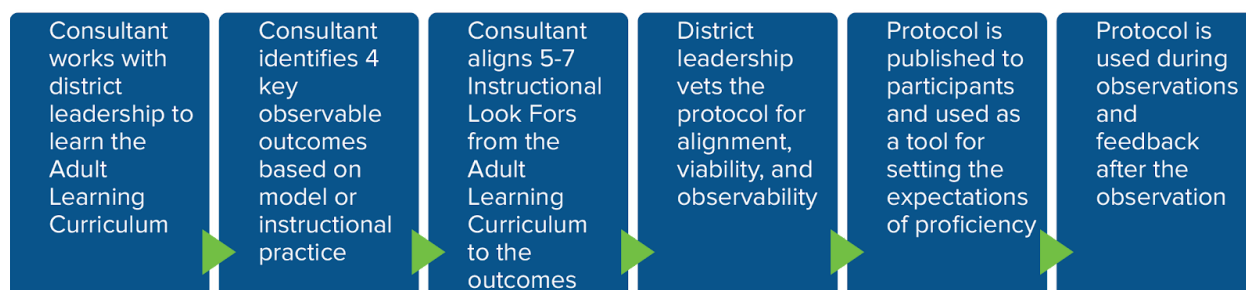 Consultant
works with
district
leadership to
learn the
Adult
Learning
Curriculum
Consultant
identifies 4
key
observable
outcomes
based on
model or
instructional
practice
Consultant
aligns 5-7
Instructional
Look Fors
from the
Adult
Learning
Curriculum
to the
outcomes
District
leadership
vets the
protocol for
alignment,
viability, and
observability
Protocol is
published to
participants
and used as
a tool for
setting the
expectations
of proficiency
Protocol is
used during
observations
and
feedback
after the
observation